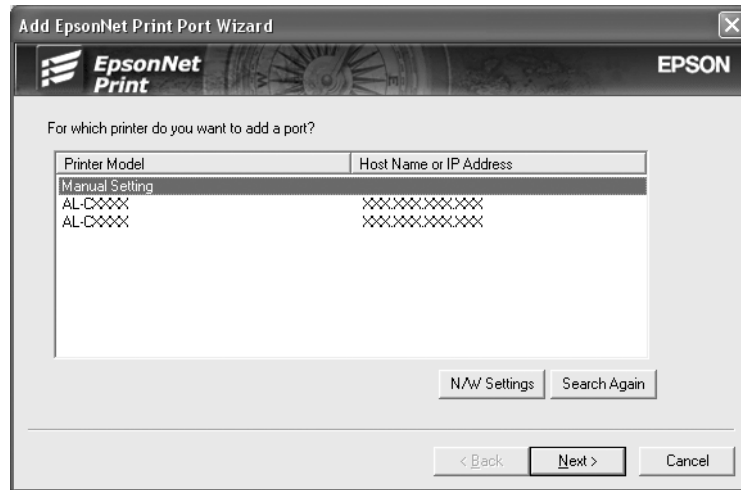 Add EpsonNet Print Port Wizard
EpsonNet
Print
EPSON
For which printer do you want to add a port?
Printer Model Host Name or IP Address
Manual Setting
AL-CXXXX XXX.XXX.XXX.XXX
AL-CXXXX XXX.XXX.XXX.XXX
N/W Settings Search Again
< Back Next > Cancel